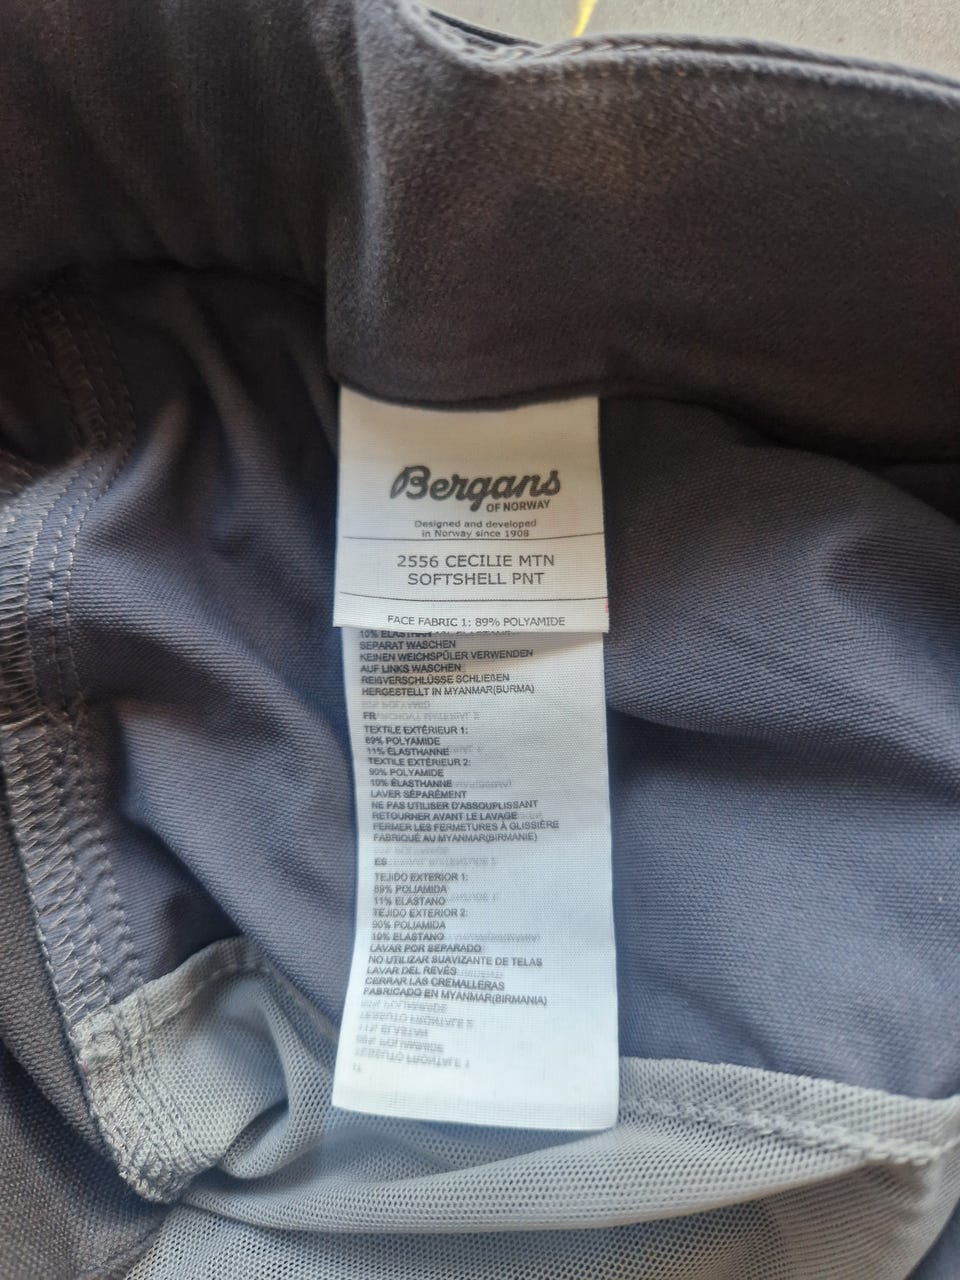 Bergans
OF NORWAY
Designed and developed
in Norway since 1908
2556 CECILIE MTN
SOFTSHELL PNT
FACE FABRIC 1: 89% POLYAMIDE
10% ELASTHAN
SEPARAT WASCHEN
KEINEN WEICHSPÜLER VERWENDEN
AUF LINKS WASCHEN
REIßVERSCHLÜSSE SCHLIEßEN
HERGESTELLT IN MYANMAR(BURMA)
FR
TEXTILE EXTÉRIEUR 1:
89% POLYAMIDE
11% ÉLASTHANNE
TEXTILE EXTÉRIEUR 2:
90% POLYAMIDE
10% ÉLASTHANNE
LAVER SÉPARÉMENT
NE PAS UTILISER D'ASSOUPLISSANT
RETOURNER AVANT LE LAVAGE
FERMER LES FERMETURES À GLISSIÈRE
FABRIQUÉ AU MYANMAR(BIRMANIE)
ES
TEJIDO EXTERIOR 1:
89% POLIAMIDA
11% ELASTANO
TEJIDO EXTERIOR 2:
90% POLIAMIDA
10% ELASTANO
LAVAR POR SEPARADO
NO UTILIZAR SUAVIZANTE DE TELAS
LAVAR DEL REVÉS
CERRAR LAS CREMALLERAS
FABRICADO EN MYANMAR(BIRMANIA)